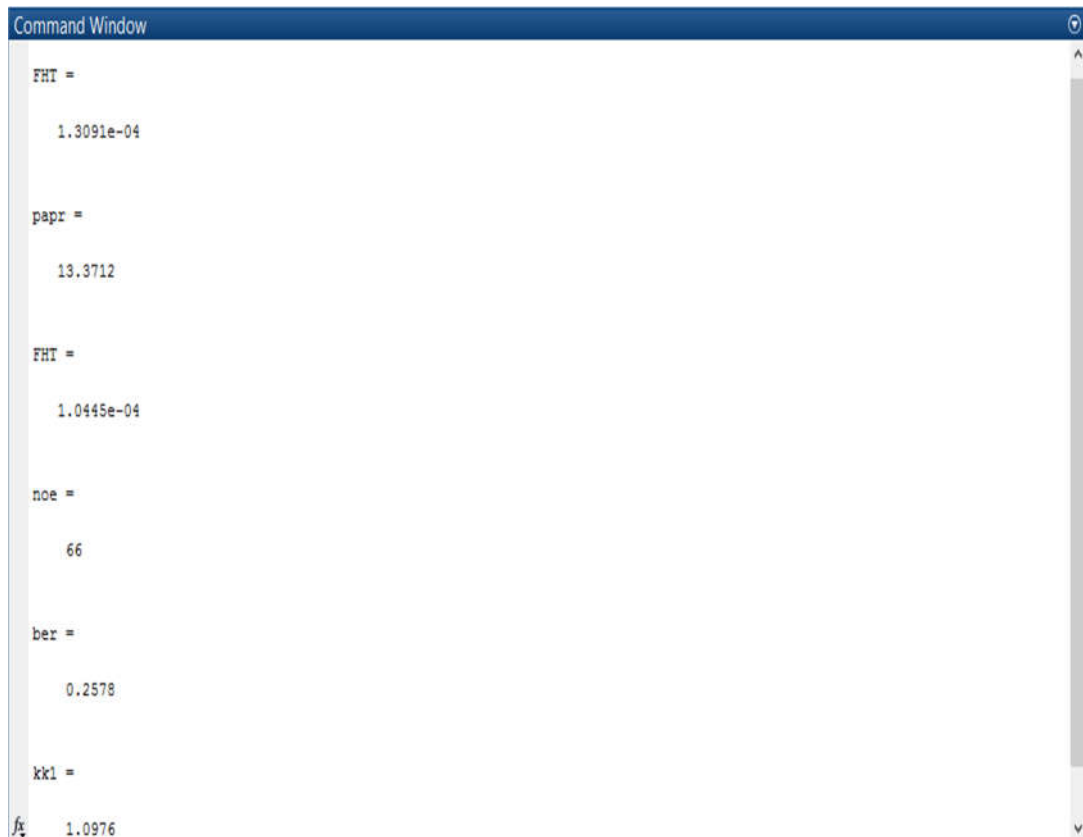 Command Window
FHT =
1.3091e-04
papr =
13.3712
FHT =
1.0445e-04
noe =
66
ber =
0.2578
kk1 =
fx 1.0976